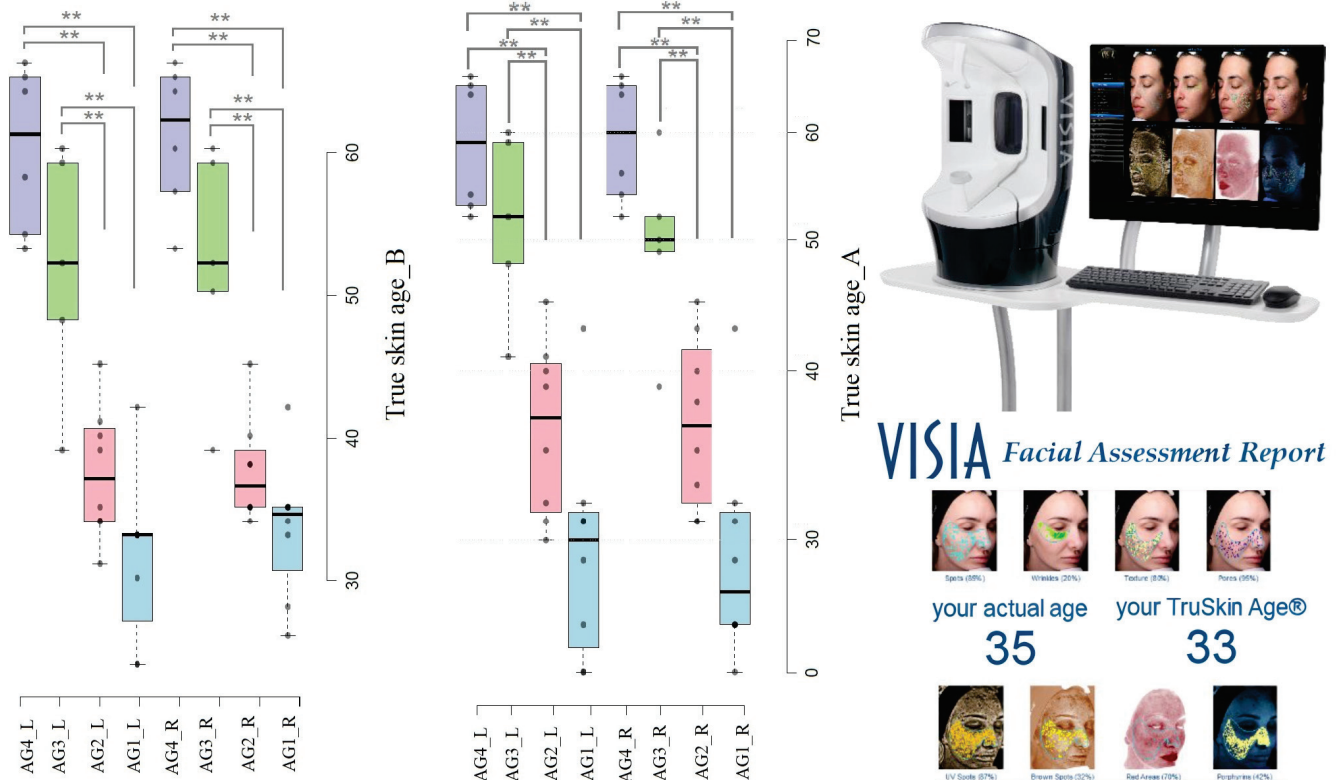 **
**
**
**
**
**
**
**
60
50
40
30
True skin age_B
AG4_L
AG3_L
AG2_L
AG1_L
AG4_R
AG3_R
AG2_R
AG1_R
**
**
**
**
**
**
**
**
70
60
50
40
30
0
True skin age_A
AG4_L
AG3_L
AG2_L
AG1_L
AG4_R
AG3_R
AG2_R
AG1_R
VISIA
VISIA Facial Assessment Report
Spots (86%) Wrinkles (20%) Texture (80%) Pores (95%)
your actual age your TruSkin Age®
35 33
UV Spots (87%) Brown Spots (32%) Red Areas (70%) Porphyrins (42%)